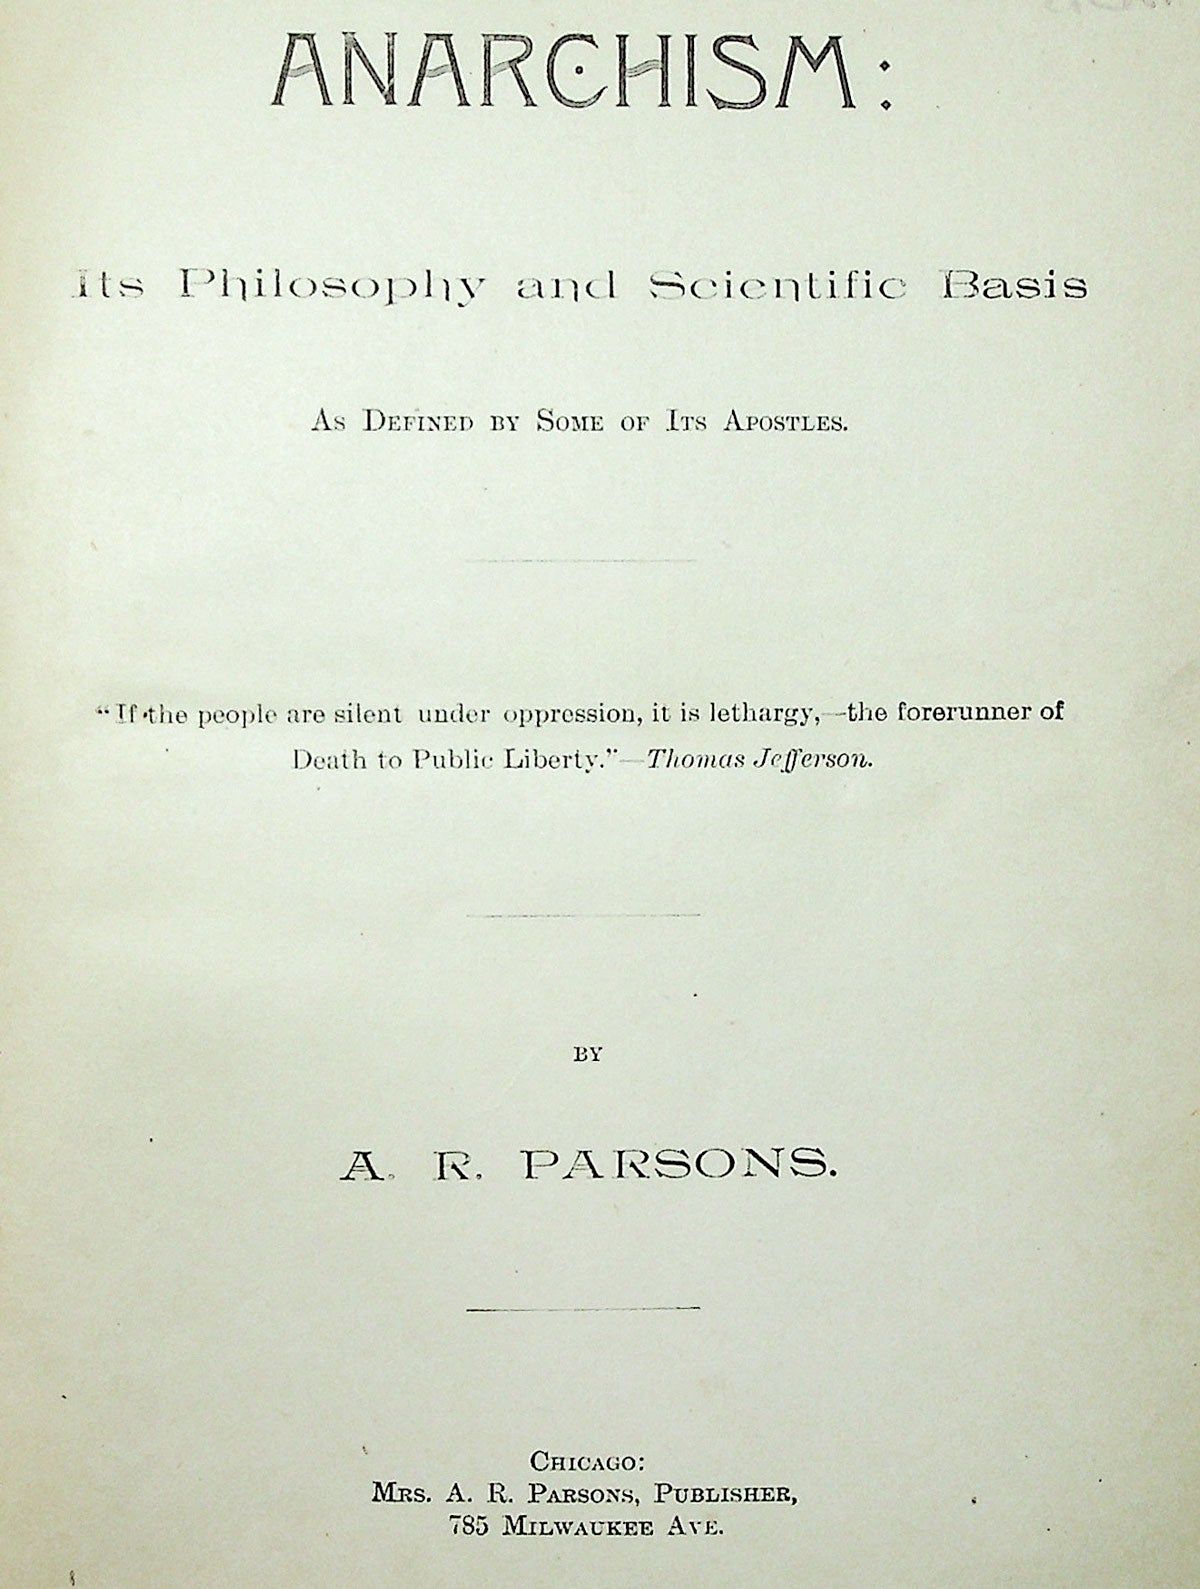 ANARCHISM:
Its Philosophy and Scientific Basis
As Defined by Some of Its Apostles.
“If the people are silent under oppression, it is lethargy,—the forerunner of
Death to Public Liberty.”—Thomas Jefferson.
BY
A. R. PARSONS.
Chicago:
Mrs. A. R. Parsons, Publisher,
785 Milwaukee Ave.